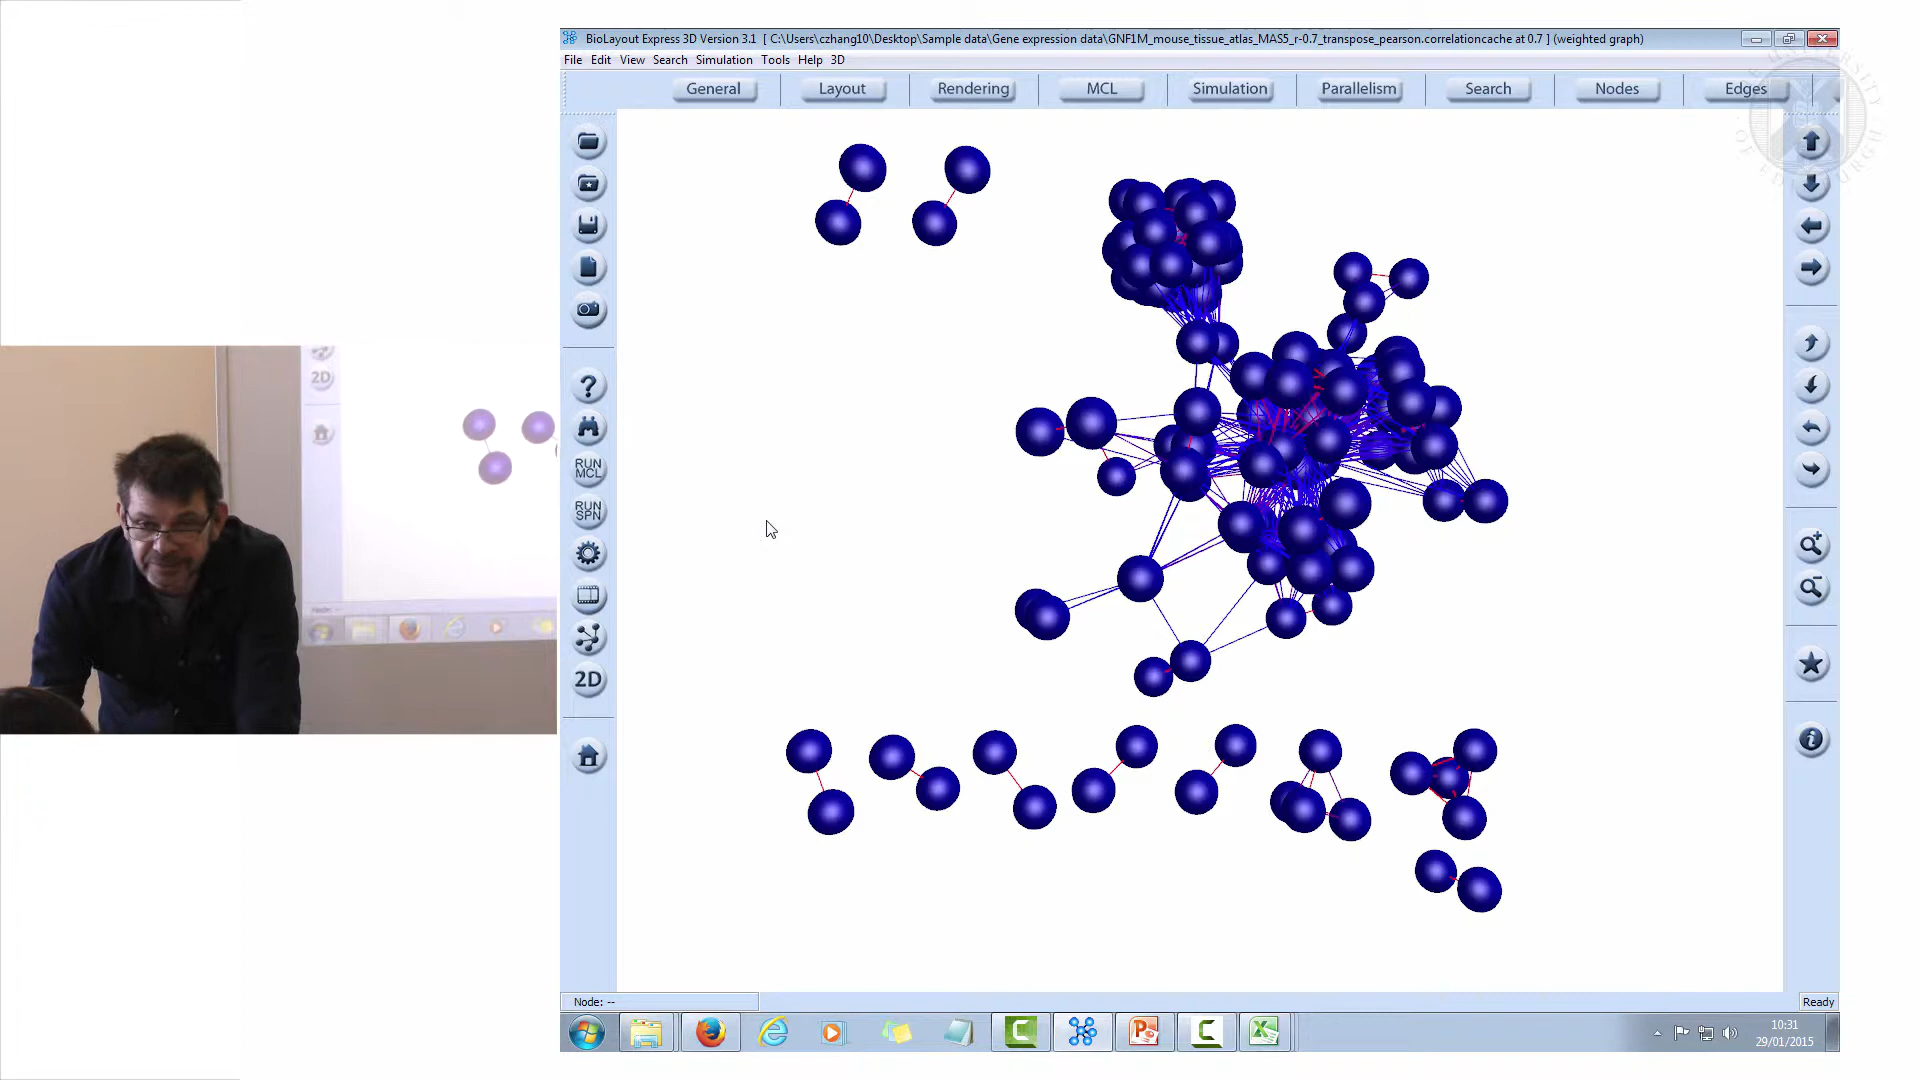 BioLayout Express 3D Version 3.1 [ C:\Users\czhang10\Desktop\Sample data\Gene expression data\GNF1M_mouse_tissue_atlas_MAS5_r-0.7_transpose_pearson.correlationcache at 0.7 ] (weighted graph)
File Edit View Search Simulation Tools Help 3D
General Layout Rendering MCL Simulation Parallelism Search Nodes Edges
RUN
MCL
RUN
SPN
2D
2D
Node: --
Ready
10:31
29/01/2015